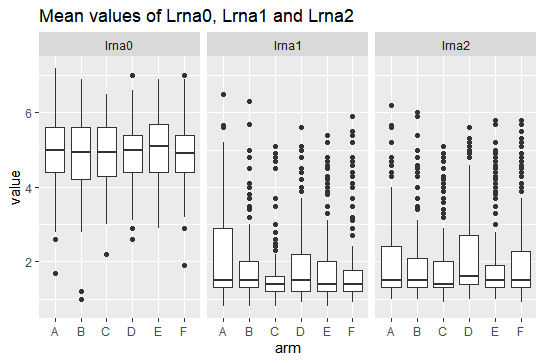 Mean values of Lrna0, Lrna1 and Lrna2
lrna0 lrna1 lrna2
6
4
2
value
A B C D E F A B C D E F A B C D E F
arm